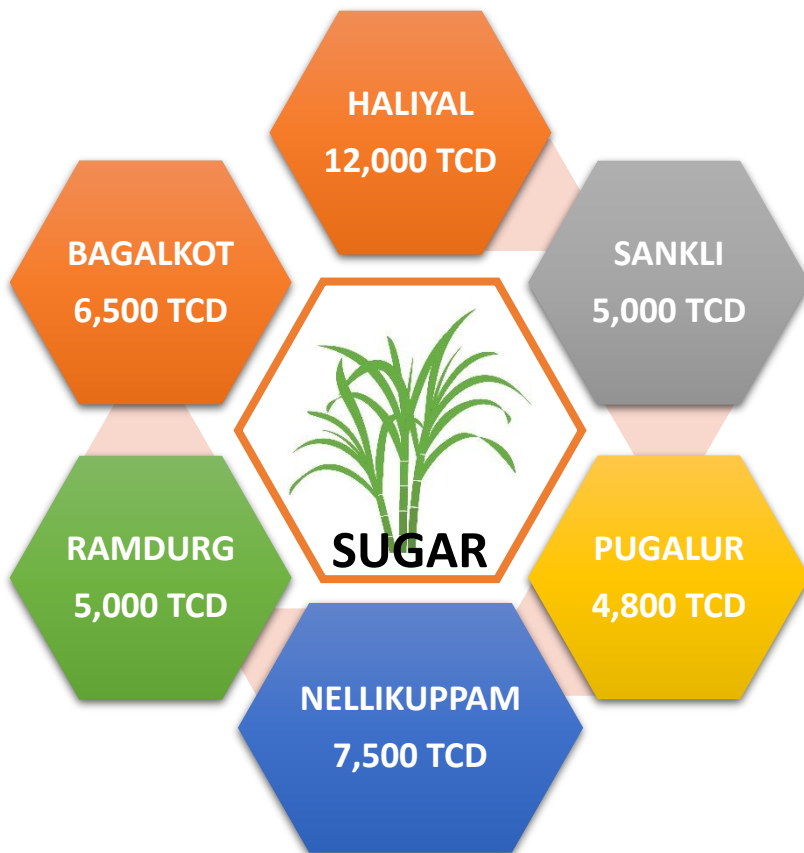 HALIYAL
12,000 TCD
BAGALKOT
6,500 TCD
SANKLI
5,000 TCD
SUGAR
RAMDURG
5,000 TCD
PUGALUR
4,800 TCD
NELLIKUPPAM
7,500 TCD